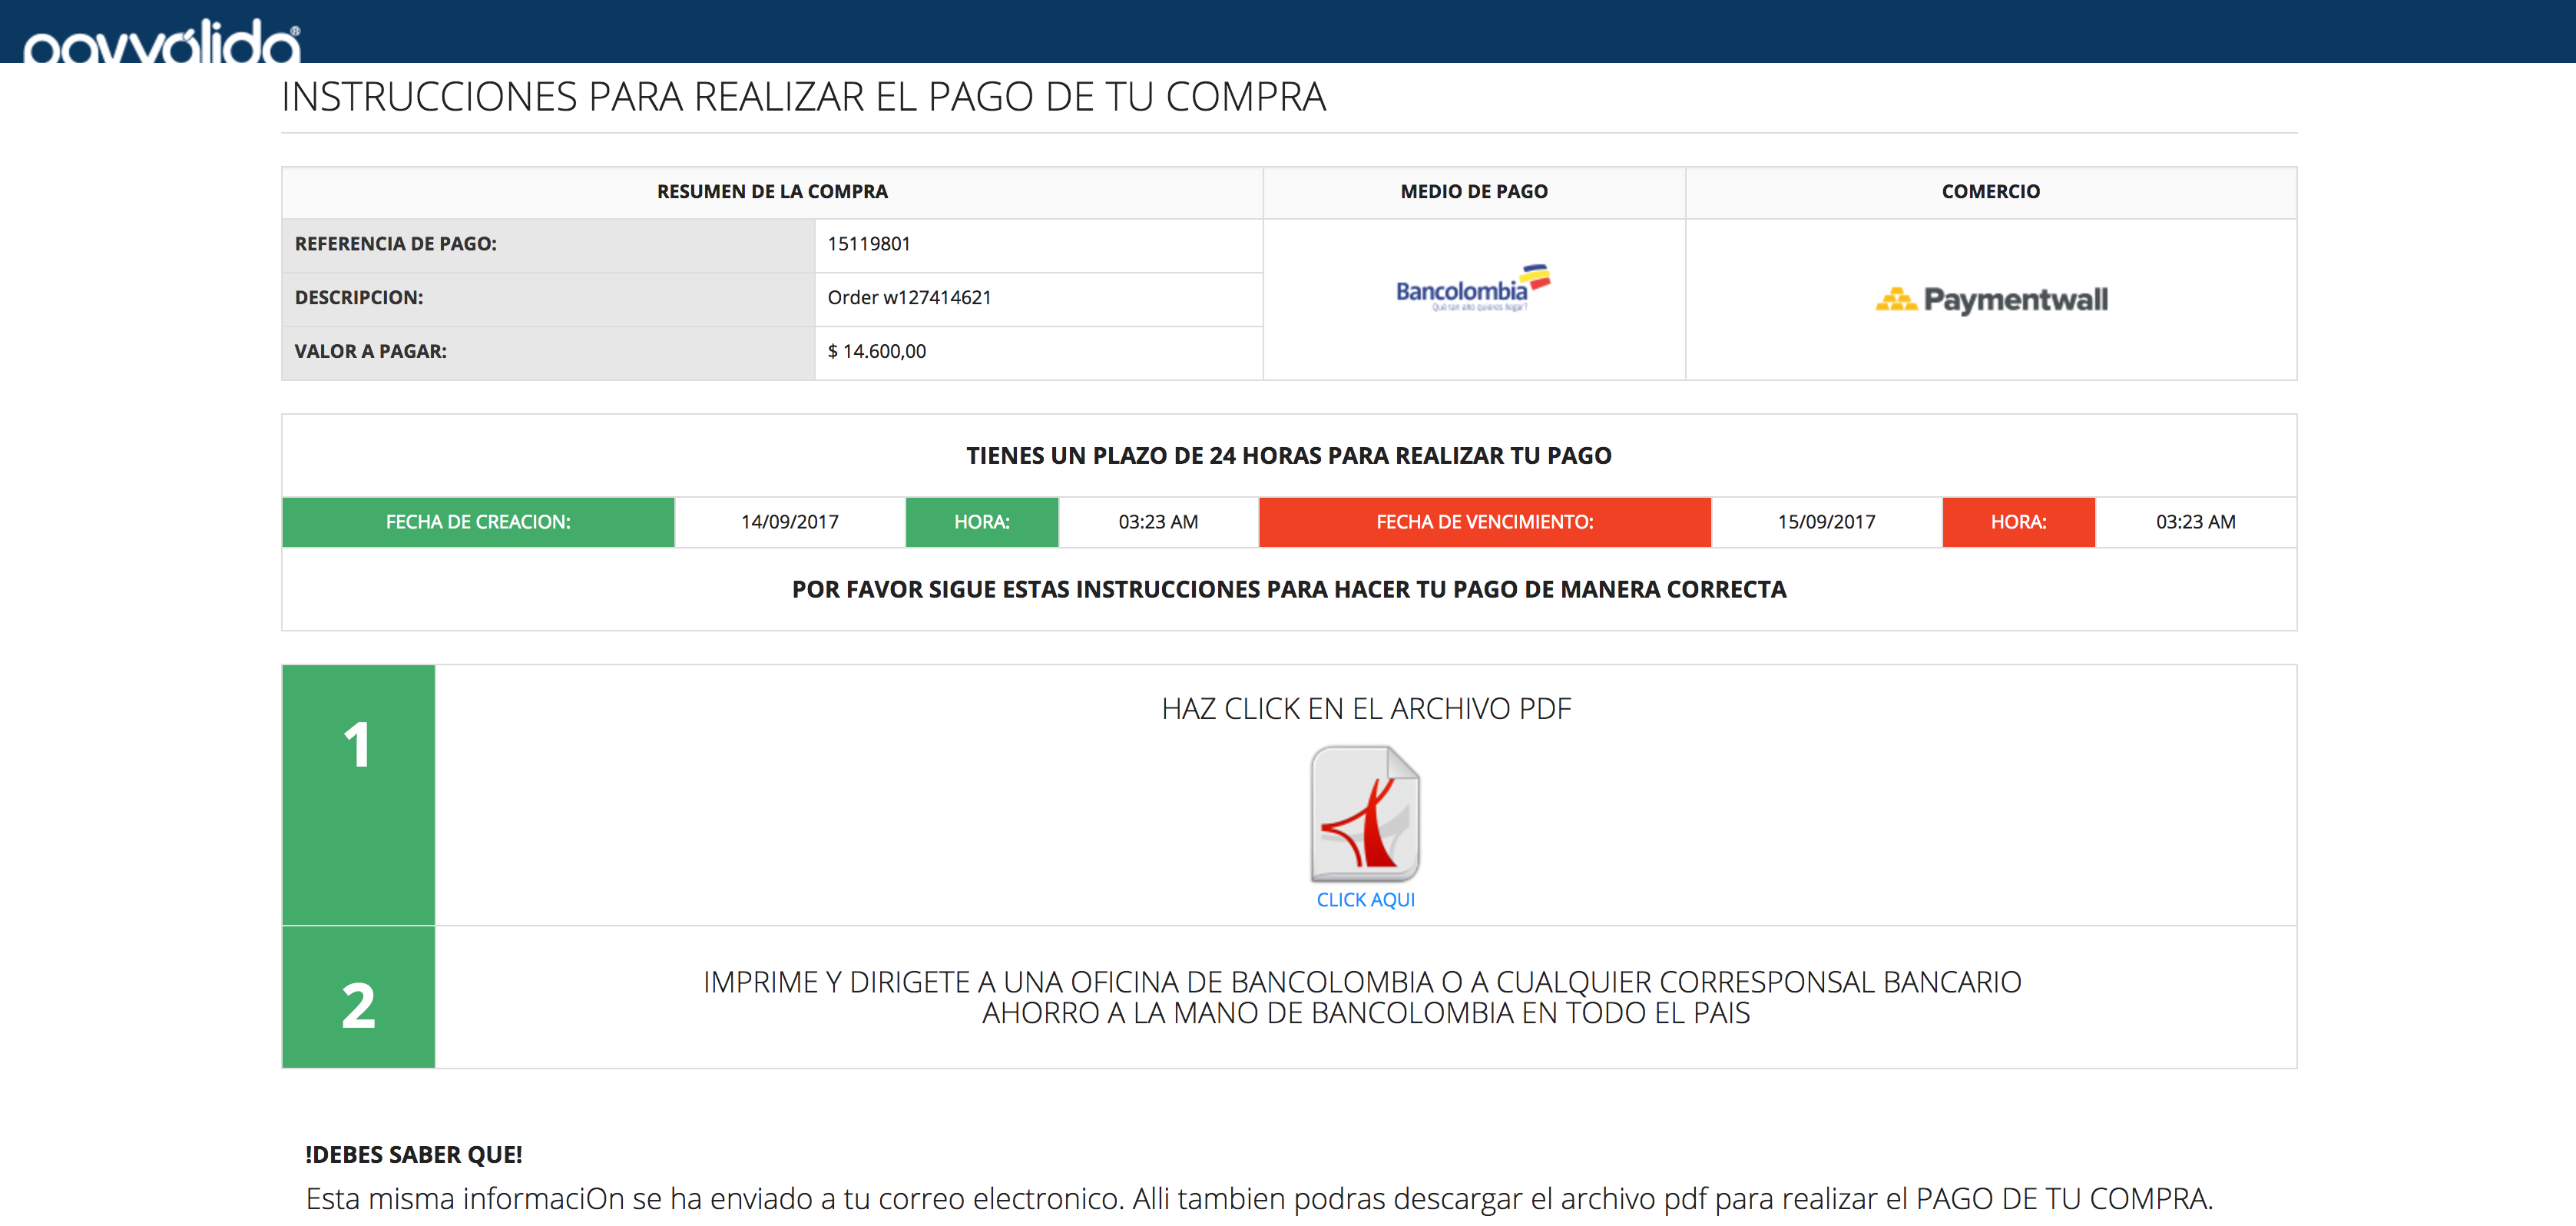 INSTRUCCIONES PARA REALIZAR EL PAGO DE TU COMPRA
RESUMEN DE LA COMPRA
MEDIO DE PAGO
COMERCIO
REFERENCIA DE PAGO:
15119801
DESCRIPCION:
Order w127414621
VALOR A PAGAR:
$ 14.600,00
Bancolombia
Qué tan alto quieres llegar?
Paymentwall
TIENES UN PLAZO DE 24 HORAS PARA REALIZAR TU PAGO
FECHA DE CREACION:
14/09/2017
HORA:
03:23 AM
FECHA DE VENCIMIENTO:
15/09/2017
HORA:
03:23 AM
POR FAVOR SIGUE ESTAS INSTRUCCIONES PARA HACER TU PAGO DE MANERA CORRECTA
1
HAZ CLICK EN EL ARCHIVO PDF
CLICK AQUI
2
IMPRIME Y DIRIGETE A UNA OFICINA DE BANCOLOMBIA O A CUALQUIER CORRESPONSAL BANCARIO
AHORRO A LA MANO DE BANCOLOMBIA EN TODO EL PAIS
!DEBES SABER QUE!
Esta misma informaciOn se ha enviado a tu correo electronico. Alli tambien podras descargar el archivo pdf para realizar el PAGO DE TU COMPRA.